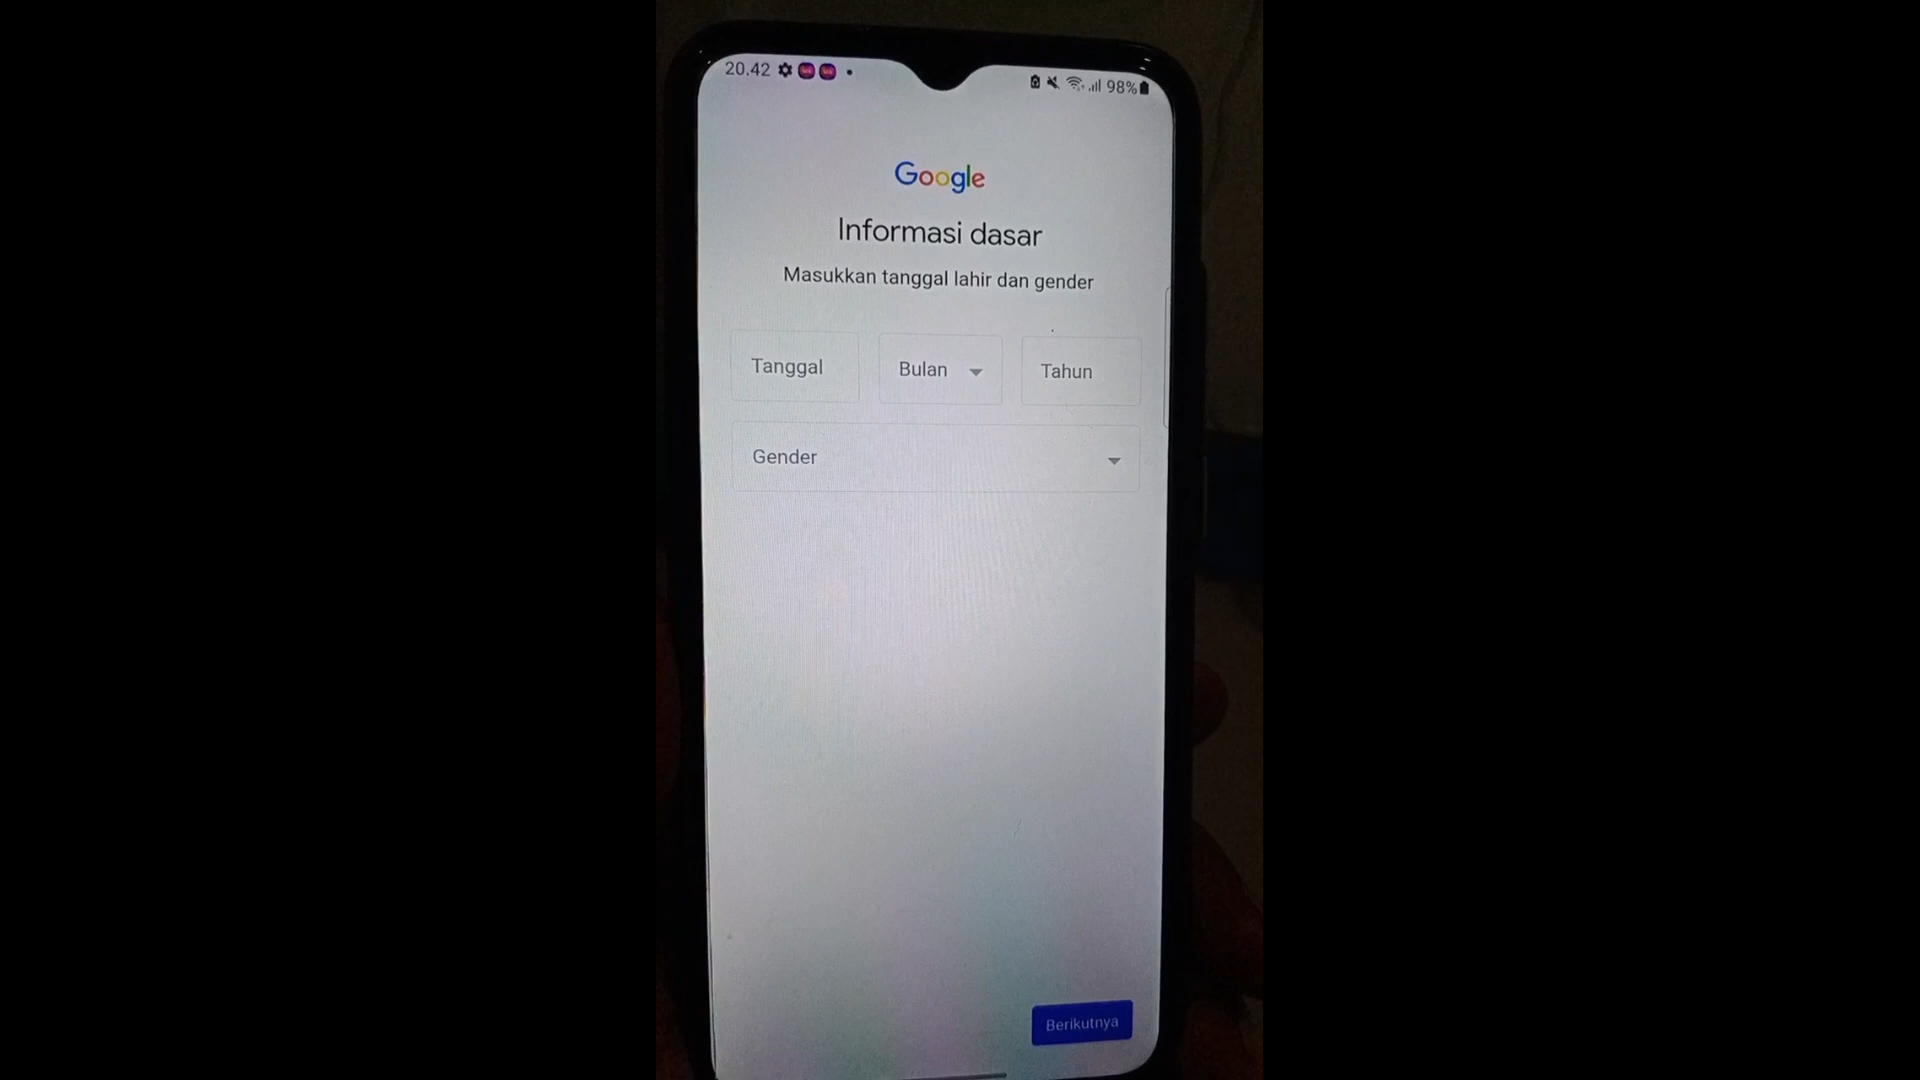 20.42
98%
Google
Informasi dasar
Masukkan tanggal lahir dan gender
Tanggal Bulan Tahun
Gender
Berikutnya